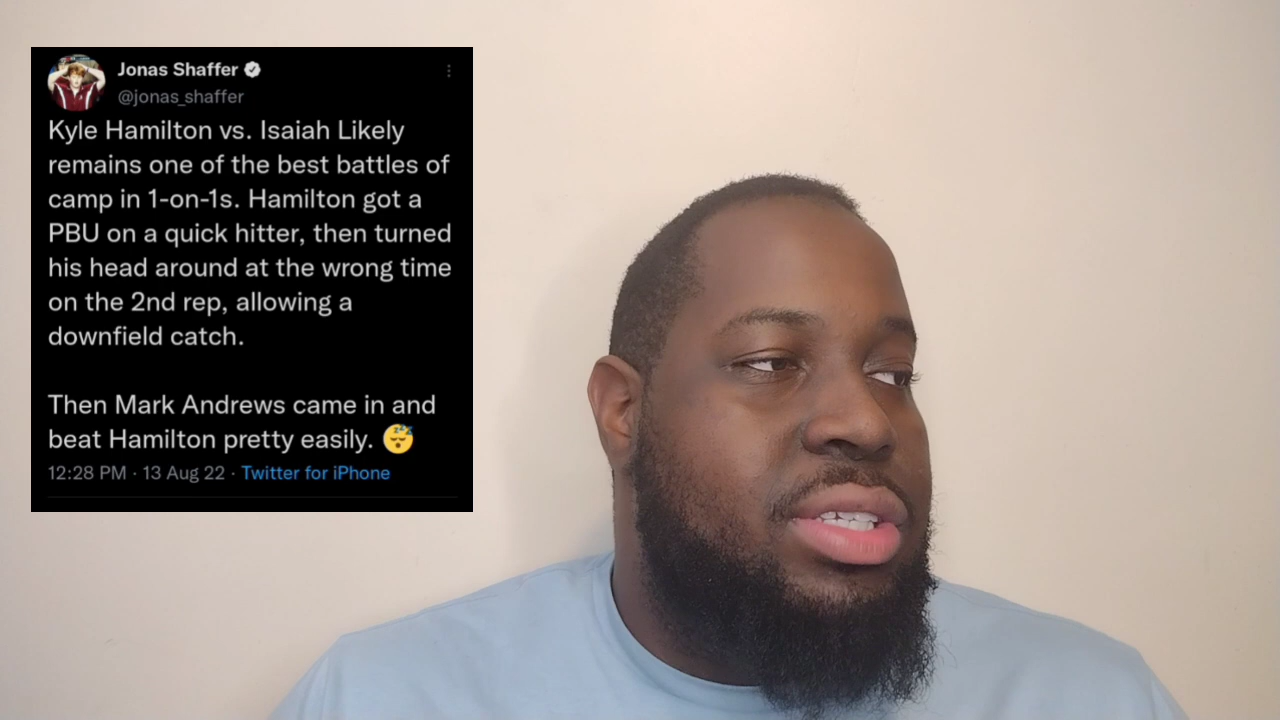 Jonas Shaffer
@jonas_shaffer
Kyle Hamilton vs. Isaiah Likely
remains one of the best battles of
camp in 1-on-1s. Hamilton got a
PBU on a quick hitter, then turned
his head around at the wrong time
on the 2nd rep, allowing a
downfield catch.
Then Mark Andrews came in and
beat Hamilton pretty easily. 😴
12:28 PM · 13 Aug 22 · Twitter for iPhone